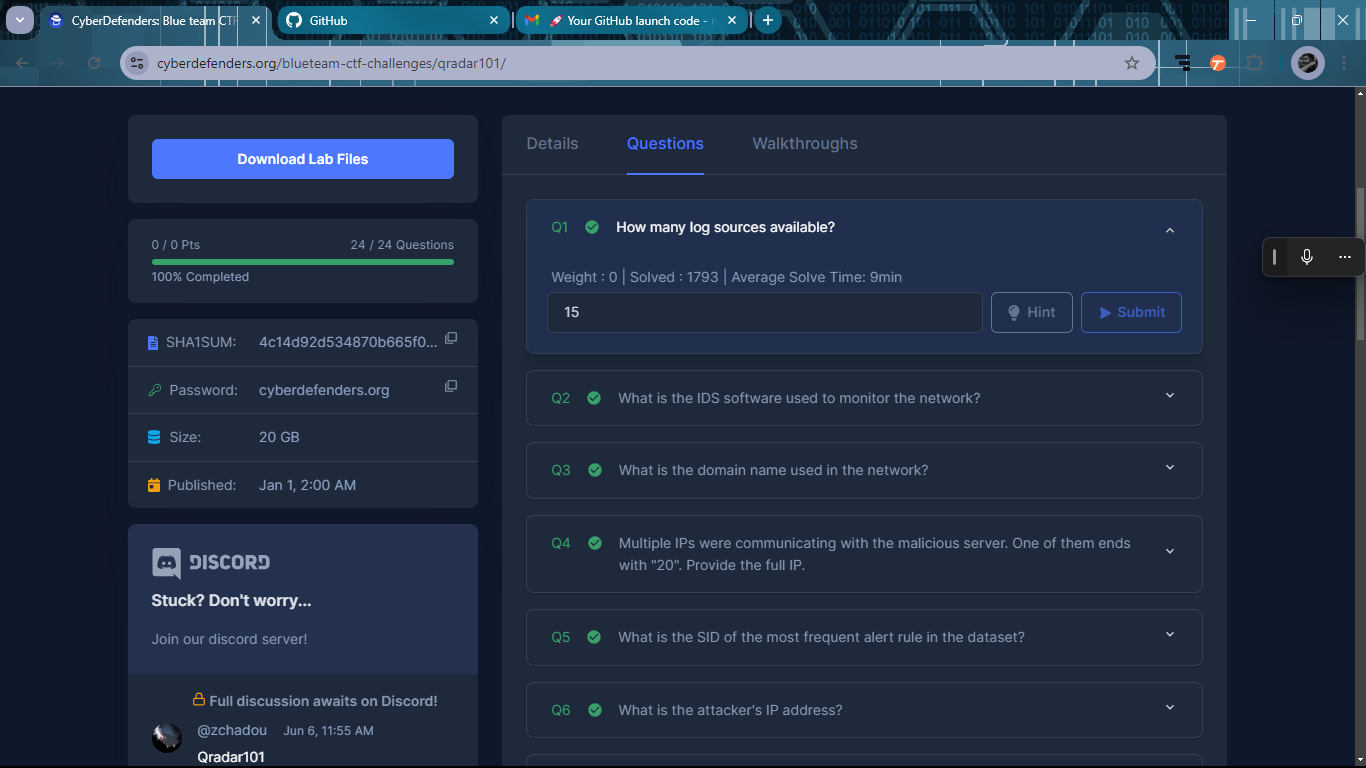 CyberDefenders: Blue team CTF
GitHub
Your GitHub launch code -
cyberdefenders.org/blueteam-ctf-challenges/qradar101/
Download Lab Files
0 / 0 Pts
24 / 24 Questions
100% Completed
SHA1SUM:
4c14d92d534870b665f0...
Password:
cyberdefenders.org
Size:
20 GB
Published:
Jan 1, 2:00 AM
DISCORD
Stuck? Don't worry...
Join our discord server!
Full discussion awaits on Discord!
@zchadou
Jun 6, 11:55 AM
Qradar101
Details
Questions
Walkthroughs
Q1
How many log sources available?
Weight : 0 | Solved : 1793 | Average Solve Time: 9min
15
Hint
Submit
Q2
What is the IDS software used to monitor the network?
Q3
What is the domain name used in the network?
Q4
Multiple IPs were communicating with the malicious server. One of them ends
with "20". Provide the full IP.
Q5
What is the SID of the most frequent alert rule in the dataset?
Q6
What is the attacker's IP address?